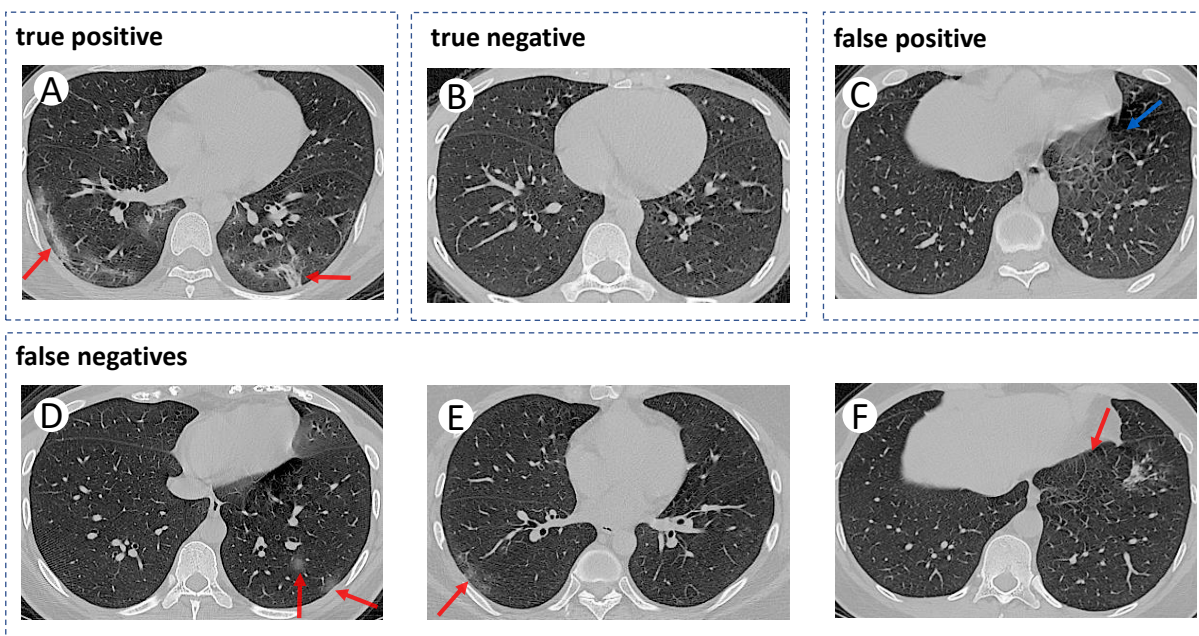 true positive
true negative
false positive
A
B
C
false negatives
D
E
F